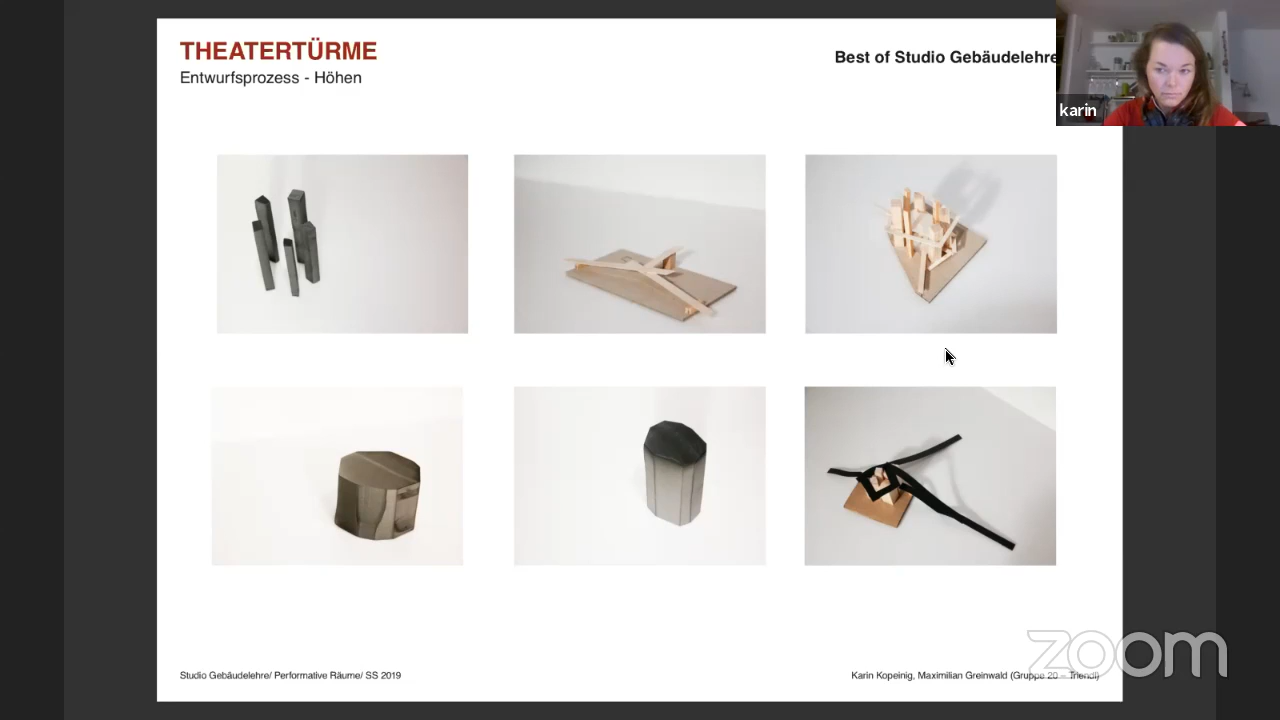 THEATERTÜRME
Entwurfsprozess - Höhen
Best of Studio Gebäudelehre
karin
Studio Gebäudelehre/ Performative Räume/ SS 2019
Karin Kopeinig, Maximilian Greinwald (Gruppe 20 – Triendl)
zoom